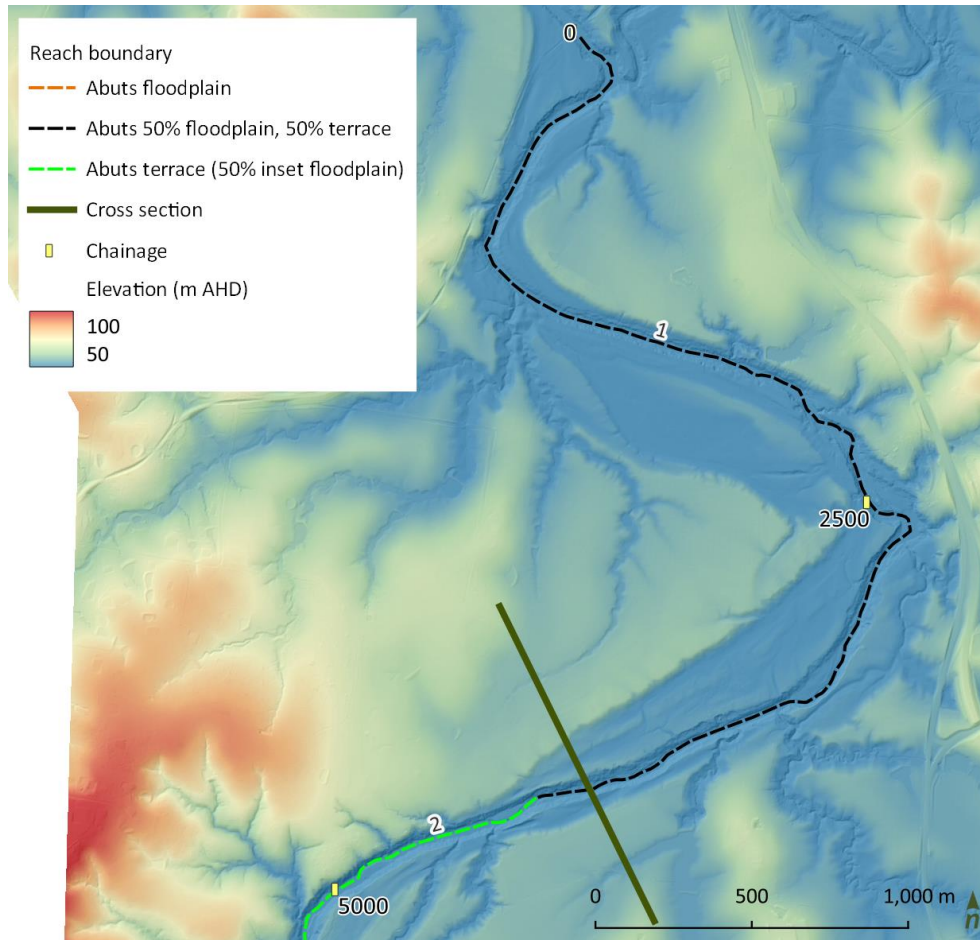 Reach boundary
Abuts floodplain
Abuts 50% floodplain, 50% terrace
Abuts terrace (50% inset floodplain)
Cross section
Chainage
Elevation (m AHD)
100
50
0
1
2500
2
5000
0 500 1,000 m
n